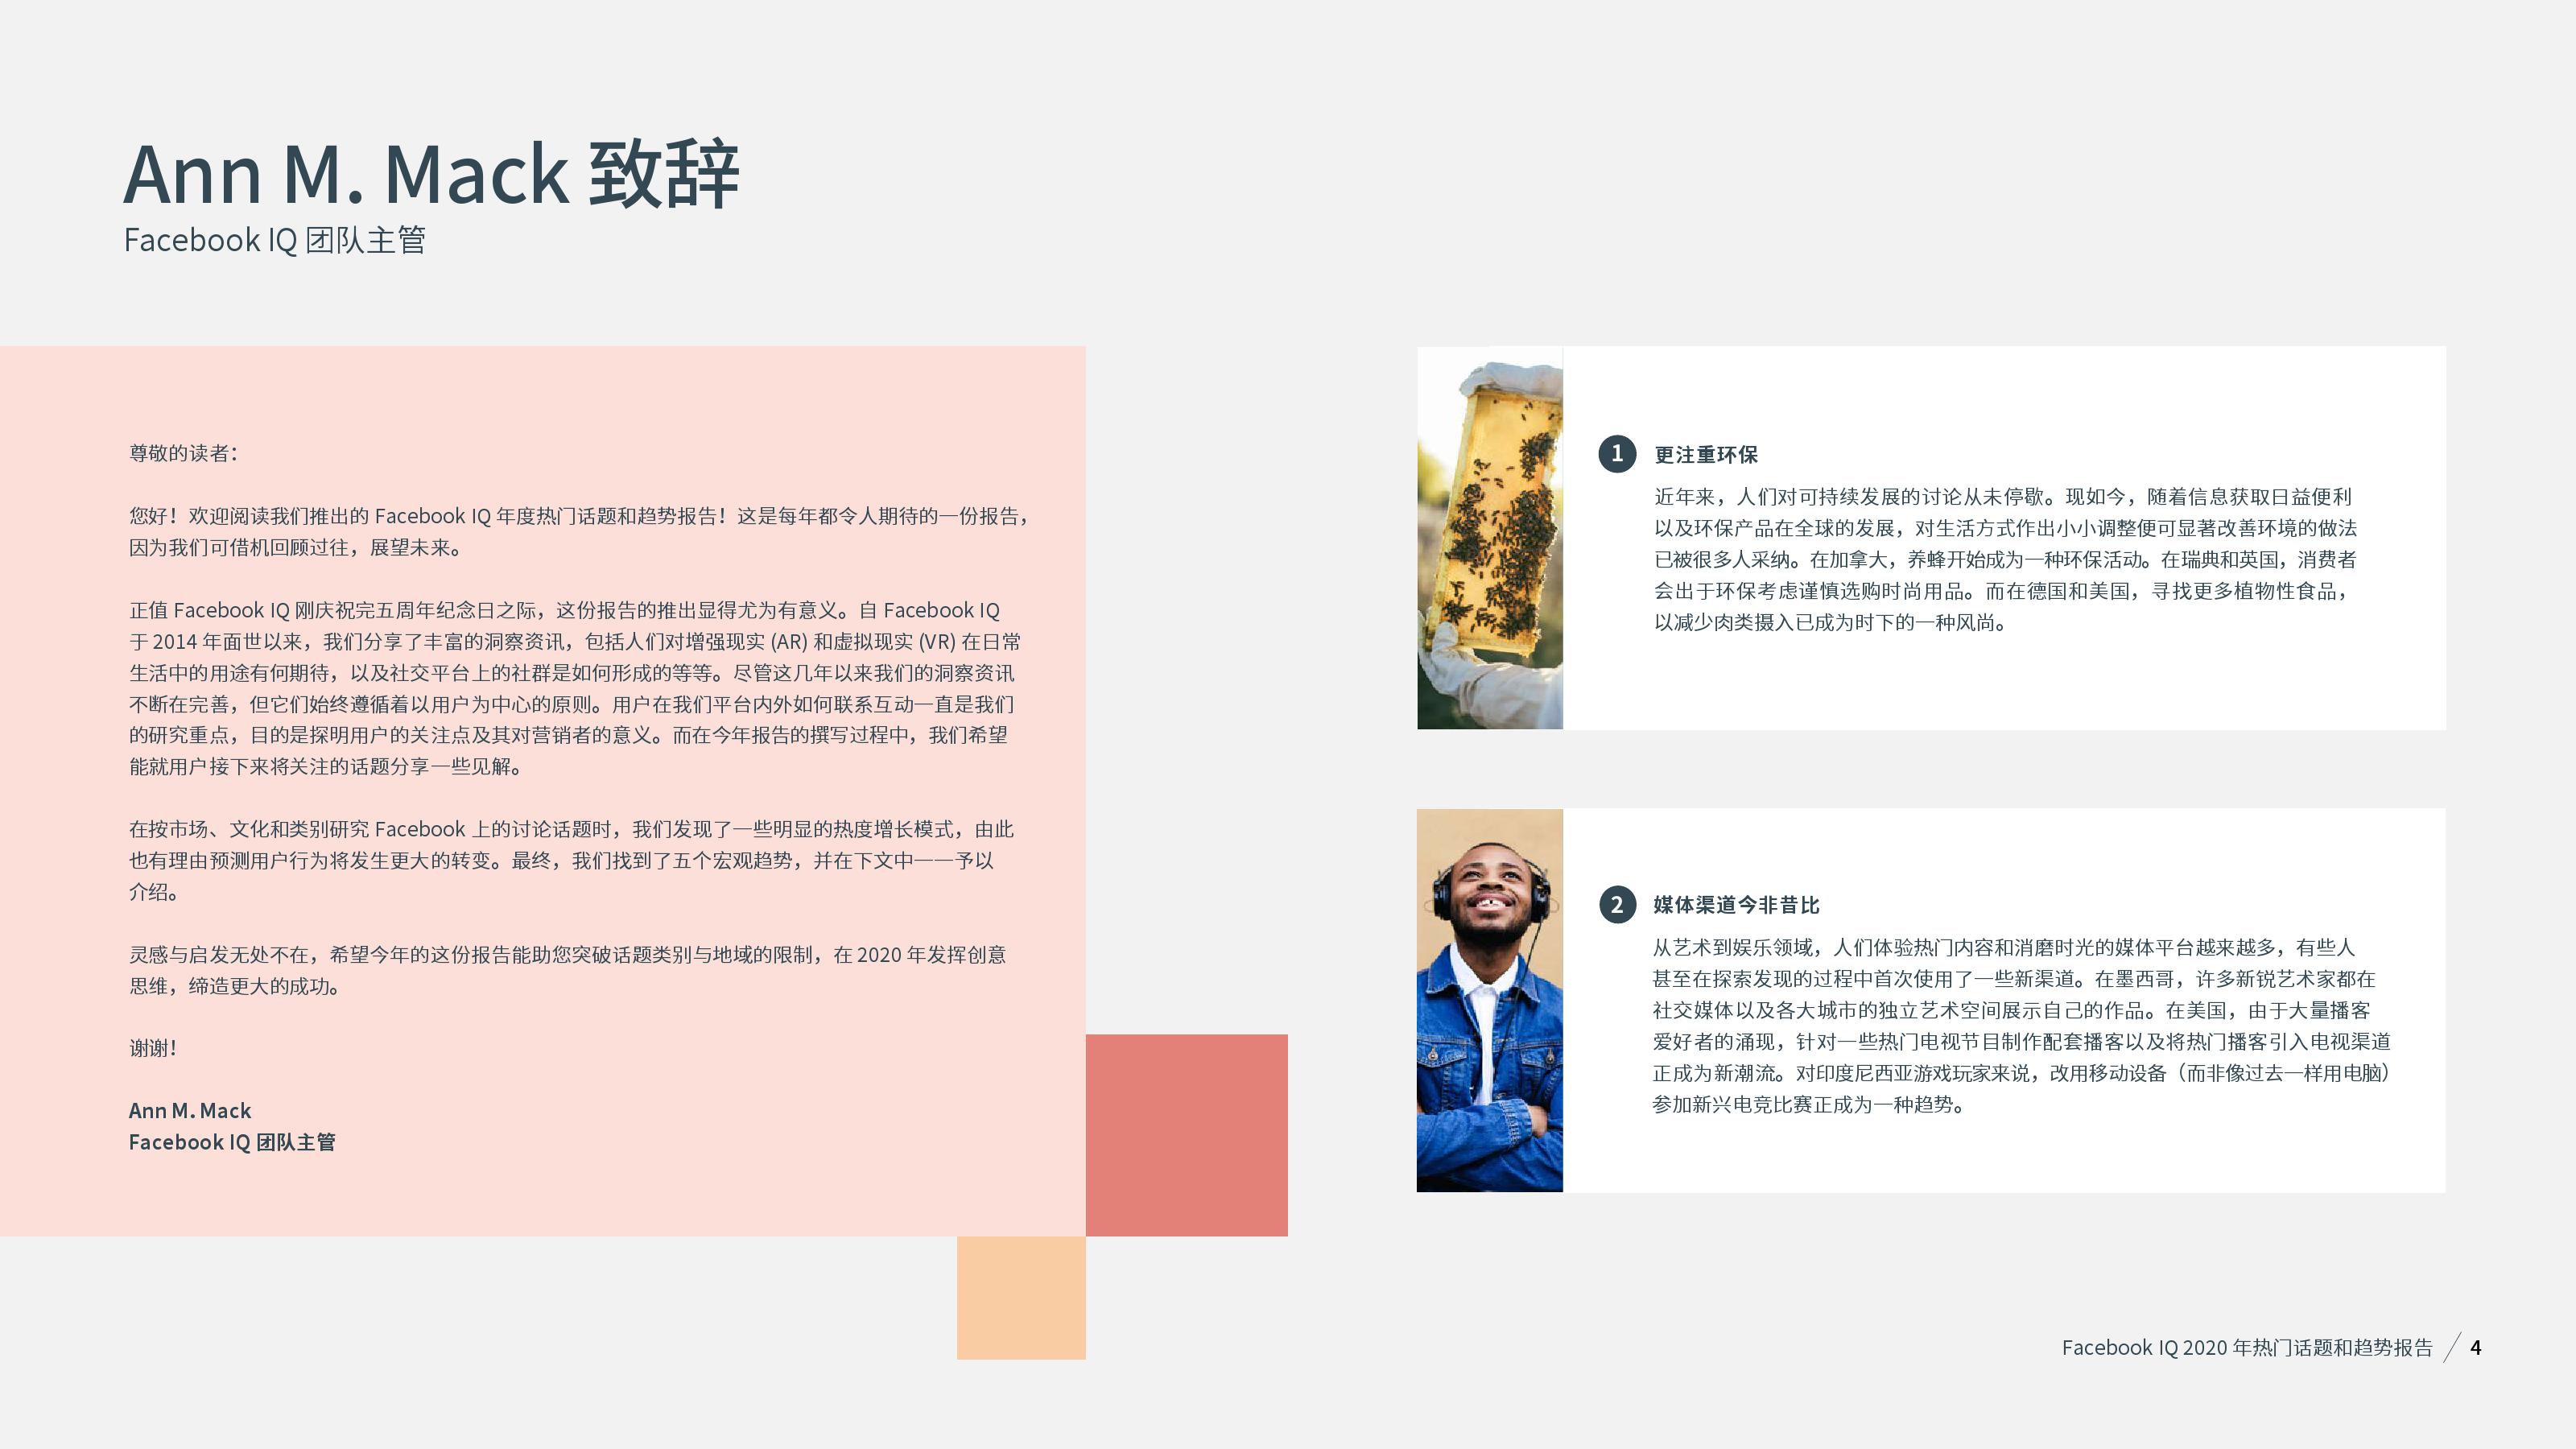 Ann M. Mack 致辞
Facebook IQ 团队主管
尊敬的读者：
您好！欢迎阅读我们推出的 Facebook IQ 年度热门话题和趋势报告！这是每年都令人期待的一份报告，
因为我们可借机回顾过往，展望未来。
正值 Facebook IQ 刚庆祝完五周年纪念日之际，这份报告的推出显得尤为有意义。自 Facebook IQ
于 2014 年面世以来，我们分享了丰富的洞察资讯，包括人们对增强现实 (AR) 和虚拟现实 (VR) 在日常
生活中的用途有何期待，以及社交平台上的社群是如何形成的等等。尽管这几年以来我们的洞察资讯
不断在完善，但它们始终遵循着以用户为中心的原则。用户在我们平台内外如何联系互动一直是我们
的研究重点，目的是探明用户的关注点及其对营销者的意义。而在今年报告的撰写过程中，我们希望
能就用户接下来将关注的话题分享一些见解。
在按市场、文化和类别研究 Facebook 上的讨论话题时，我们发现了一些明显的热度增长模式，由此
也有理由预测用户行为将发生更大的转变。最终，我们找到了五个宏观趋势，并在下文中一一予以
介绍。
灵感与启发无处不在，希望今年的这份报告能助您突破话题类别与地域的限制，在 2020 年发挥创意
思维，缔造更大的成功。
谢谢！
Ann M. Mack
Facebook IQ 团队主管
1 更注重环保
近年来，人们对可持续发展的讨论从未停歇。现如今，随着信息获取日益便利
以及环保产品在全球的发展，对生活方式作出小小调整便可显著改善环境的做法
已被很多人采纳。在加拿大，养蜂开始成为一种环保活动。在瑞典和英国，消费者
会出于环保考虑谨慎选购时尚用品。而在德国和美国，寻找更多植物性食品，
以减少肉类摄入已成为时下的一种风尚。
2 媒体渠道今非昔比
从艺术到娱乐领域，人们体验热门内容和消磨时光的媒体平台越来越多，有些人
甚至在探索发现的过程中首次使用了一些新渠道。在墨西哥，许多新锐艺术家都在
社交媒体以及各大城市的独立艺术空间展示自己的作品。在美国，由于大量播客
爱好者的涌现，针对一些热门电视节目制作配套播客以及将热门播客引入电视渠道
正成为新潮流。对印度尼西亚游戏玩家来说，改用移动设备（而非像过去一样用电脑）
参加新兴电竞比赛正成为一种趋势。
Facebook IQ 2020 年热门话题和趋势报告 / 4